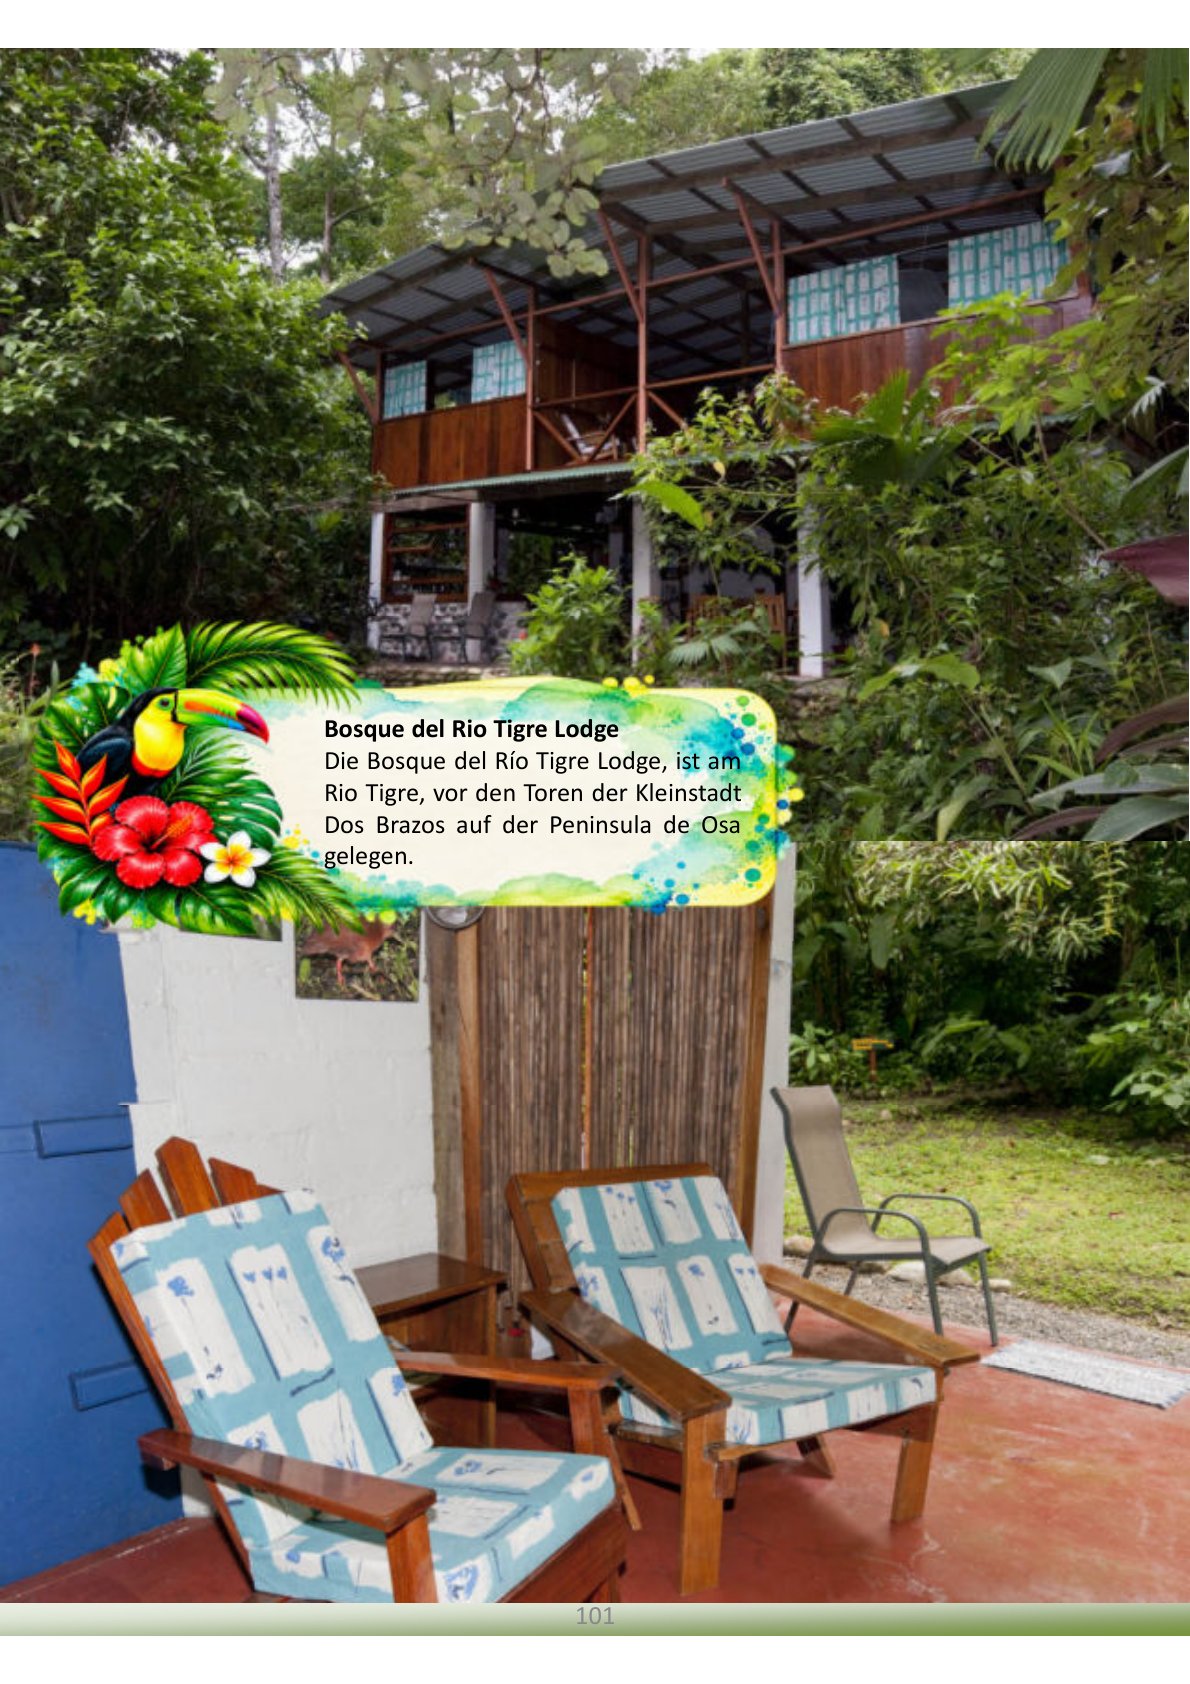 Bosque del Rio Tigre Lodge
Die Bosque del Río Tigre Lodge, ist am
Rio Tigre, vor den Toren der Kleinstadt
Dos Brazos auf der Peninsula de Osa
gelegen.
101